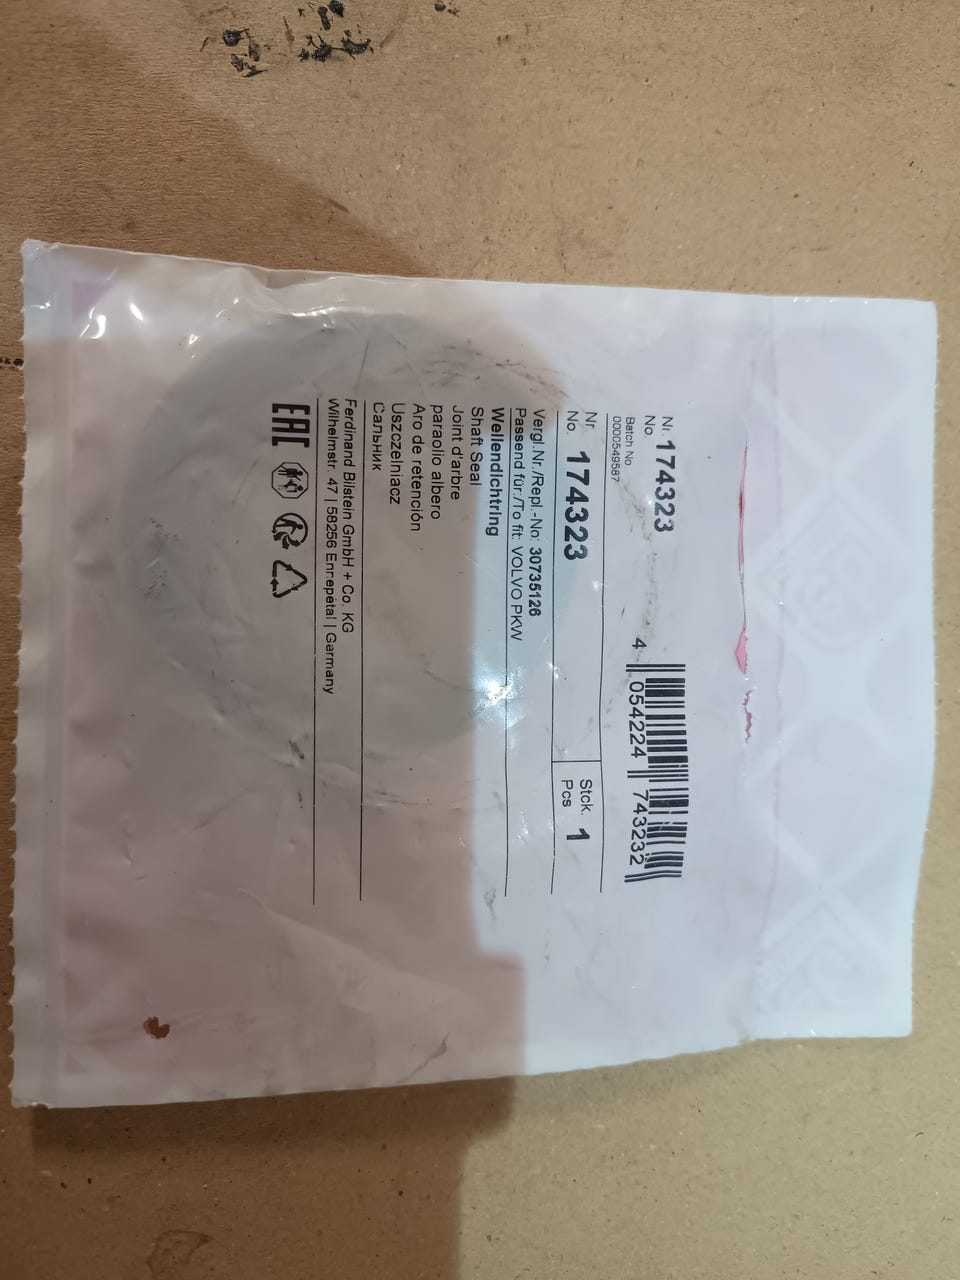 Nr. 174323
No.
Batch No
0000549587
4 054224 743232
Nr.
No. 174323
Stck.
Pcs 1
Vergl.Nr./Repl.-No: 30735126
Passend für:/To fit: VOLVO PKW
Wellendichtring
Shaft Seal
Joint d'arbre
paraolio albero
Aro de retención
Uszczelniacz
Сальник
Ferdinand Bilstein GmbH + Co. KG
Wilhelmstr. 47 | 58256 Ennepetal | Germany
EAC